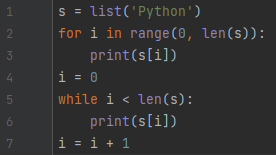 1 s = list('Python')
2 for i in range(0, len(s)):
3     print(s[i])
4 i = 0
5 while i < len(s):
6     print(s[i])
7 i = i + 1